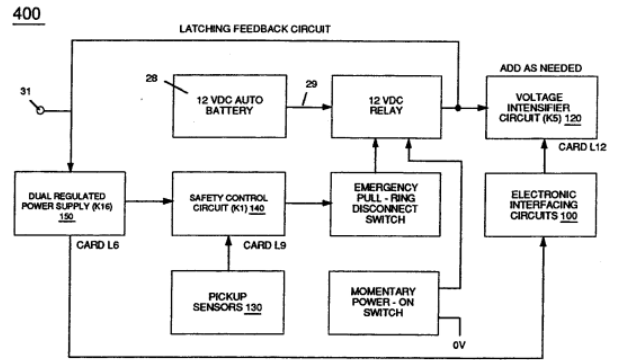 400
LATCHING FEEDBACK CIRCUIT
ADD AS NEEDED
31
28
12 VDC AUTO
BATTERY
29
12 VDC
RELAY
VOLTAGE
INTENSIFIER
CIRCUIT (K5) 120
CARD L12
DUAL REGULATED
POWER SUPPLY (K16)
150
CARD L6
SAFETY CONTROL
CIRCUIT (K1) 140
CARD L9
EMERGENCY
PULL - RING
DISCONNECT
SWITCH
ELECTRONIC
INTERFACING
CIRCUITS 100
PICKUP
SENSORS 130
MOMENTARY
POWER - ON
SWITCH
0V